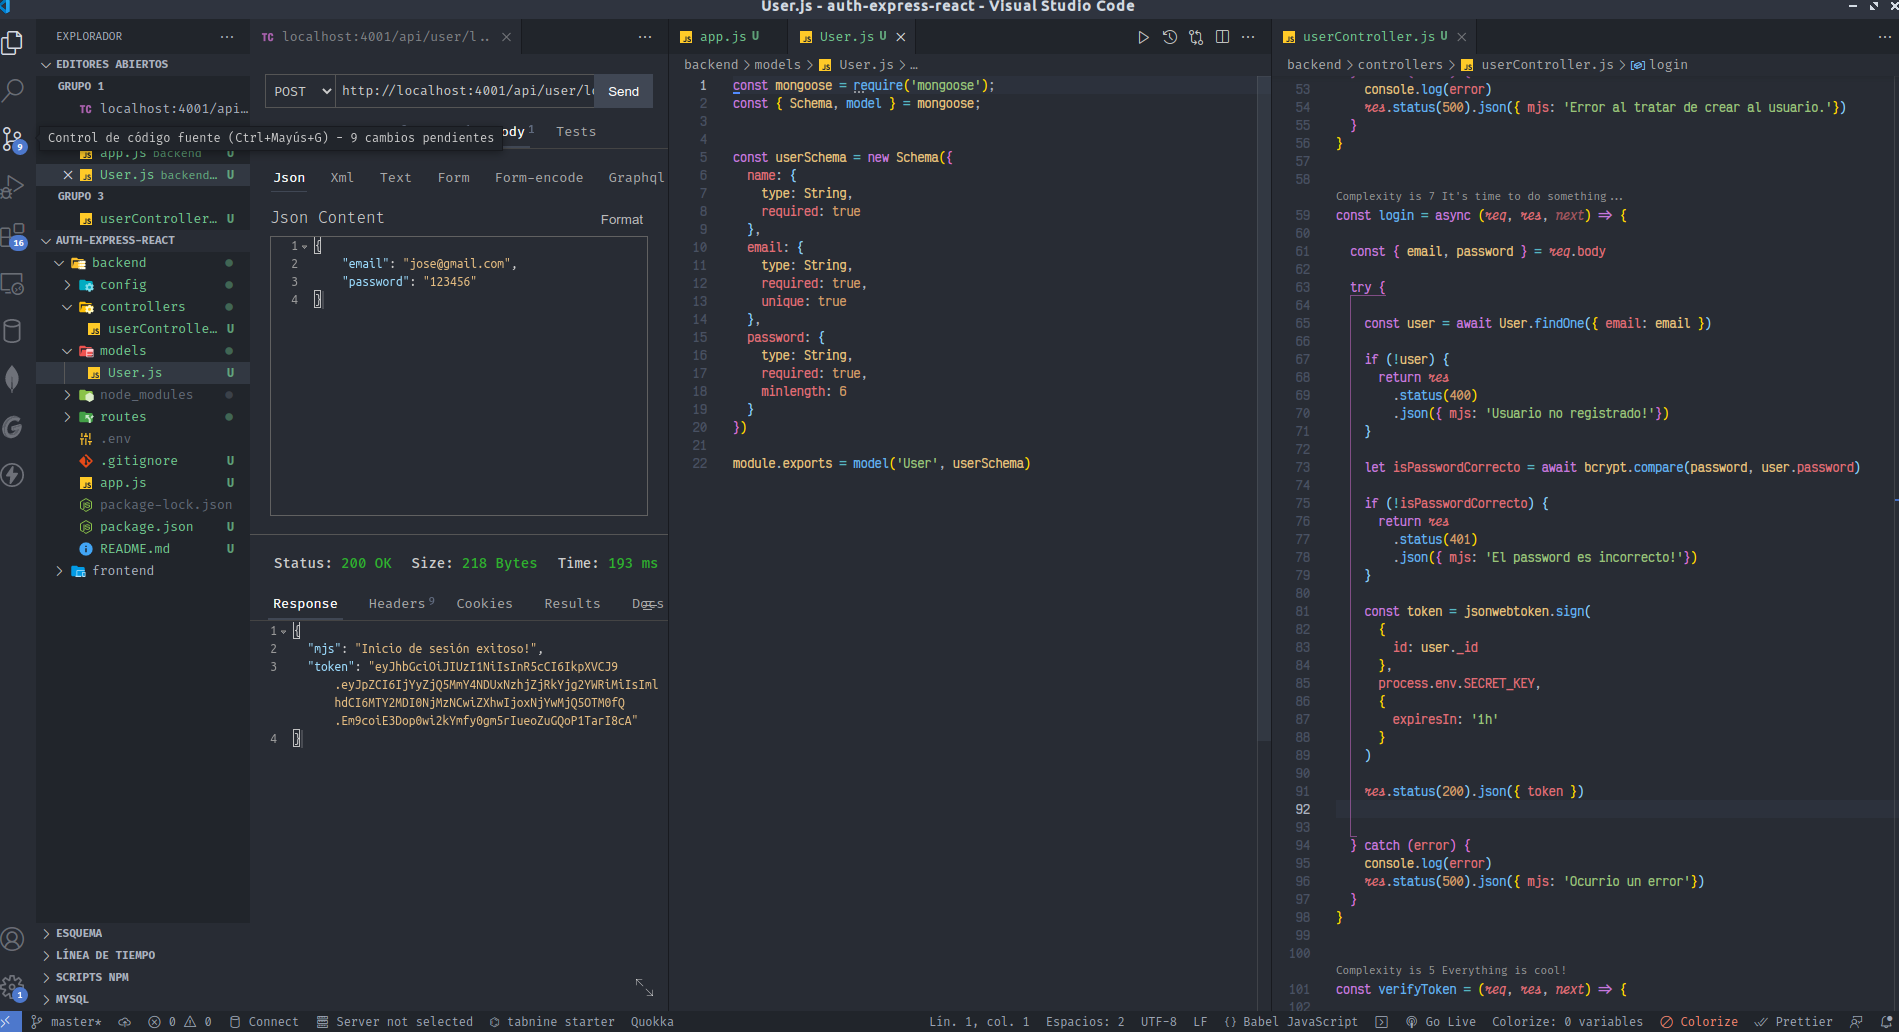 User.js - auth-express-react - Visual Studio Code
EXPLORADOR
EDITORES ABIERTOS
GRUPO 1
TC localhost:4001/api...
Control de código fuente (Ctrl+Mayús+G) - 9 cambios pendientes
9
JS app.js backend U
JS User.js backend... U
GRUPO 3
JS userController... U
16
AUTH-EXPRESS-REACT
backend
config
controllers
JS userControlle... U
models
JS User.js U
node_modules
routes
.env
.gitignore U
JS app.js U
package-lock.json
package.json U
README.md U
frontend
ESQUEMA
LÍNEA DE TIEMPO
SCRIPTS NPM
MYSQL
1
TC localhost:4001/api/user/l..
POST http://localhost:4001/api/user/lo Send
ody 1 Tests
Json Xml Text Form Form-encode Graphql
Json Content Format
1 {
2 "email": "jose@gmail.com",
3 "password": "123456"
4 }
Status: 200 OK Size: 218 Bytes Time: 193 ms
Response Headers 9 Cookies Results Docs
1 {
2 "mjs": "Inicio de sesión exitoso!",
3 "token": "eyJhbGciOiJIUzI1NiIsInR5cCI6IkpXVCJ9
.eyJpZCI6IjYyZjQ5MmY4NDUxNzhjZjRkYjg2YWRiMiIsIml
hdCI6MTY2MDI0NjMzNCwiZXhwIjoxNjYwMjQ5OTM0fQ
.Em9coiE3Dop0wi2kYmfy0gm5rIueoZuGQoP1TarI8cA"
4 }
JS app.js U JS User.js U
backend > models > JS User.js > ...
1 const mongoose = require('mongoose');
2 const { Schema, model } = mongoose;
3
4
5 const userSchema = new Schema({
6 name: {
7 type: String,
8 required: true
9 },
10 email: {
11 type: String,
12 required: true,
13 unique: true
14 },
15 password: {
16 type: String,
17 required: true,
18 minlength: 6
19 }
20 })
21
22 module.exports = model('User', userSchema)
JS userController.js U
backend > controllers > JS userController.js > login
53 console.log(error)
54 res.status(500).json({ mjs: 'Error al tratar de crear al usuario.'})
55 }
56 }
57
58
Complexity is 7 It's time to do something...
59 const login = async (req, res, next) => {
60
61 const { email, password } = req.body
62
63 try {
64
65 const user = await User.findOne({ email: email })
66
67 if (!user) {
68 return res
69 .status(400)
70 .json({ mjs: 'Usuario no registrado!'})
71 }
72
73 let isPasswordCorrecto = await bcrypt.compare(password, user.password)
74
75 if (!isPasswordCorrecto) {
76 return res
77 .status(401)
78 .json({ mjs: 'El password es incorrecto!'})
79 }
80
81 const token = jsonwebtoken.sign(
82 {
83 id: user._id
84 },
85 process.env.SECRET_KEY,
86 {
87 expiresIn: '1h'
88 }
89 )
90
91 res.status(200).json({ token })
92
93
94 } catch (error) {
95 console.log(error)
96 res.status(500).json({ mjs: 'Ocurrio un error'})
97 }
98 }
99
100
Complexity is 5 Everything is cool!
101 const verifyToken = (req, res, next) => {
102
master* 0 0 Connect Server not selected tabnine starter Quokka Lin. 1, col. 1 Espacios: 2 UTF-8 LF {} Babel JavaScript Go Live Colorize: 0 variables Colorize Prettier